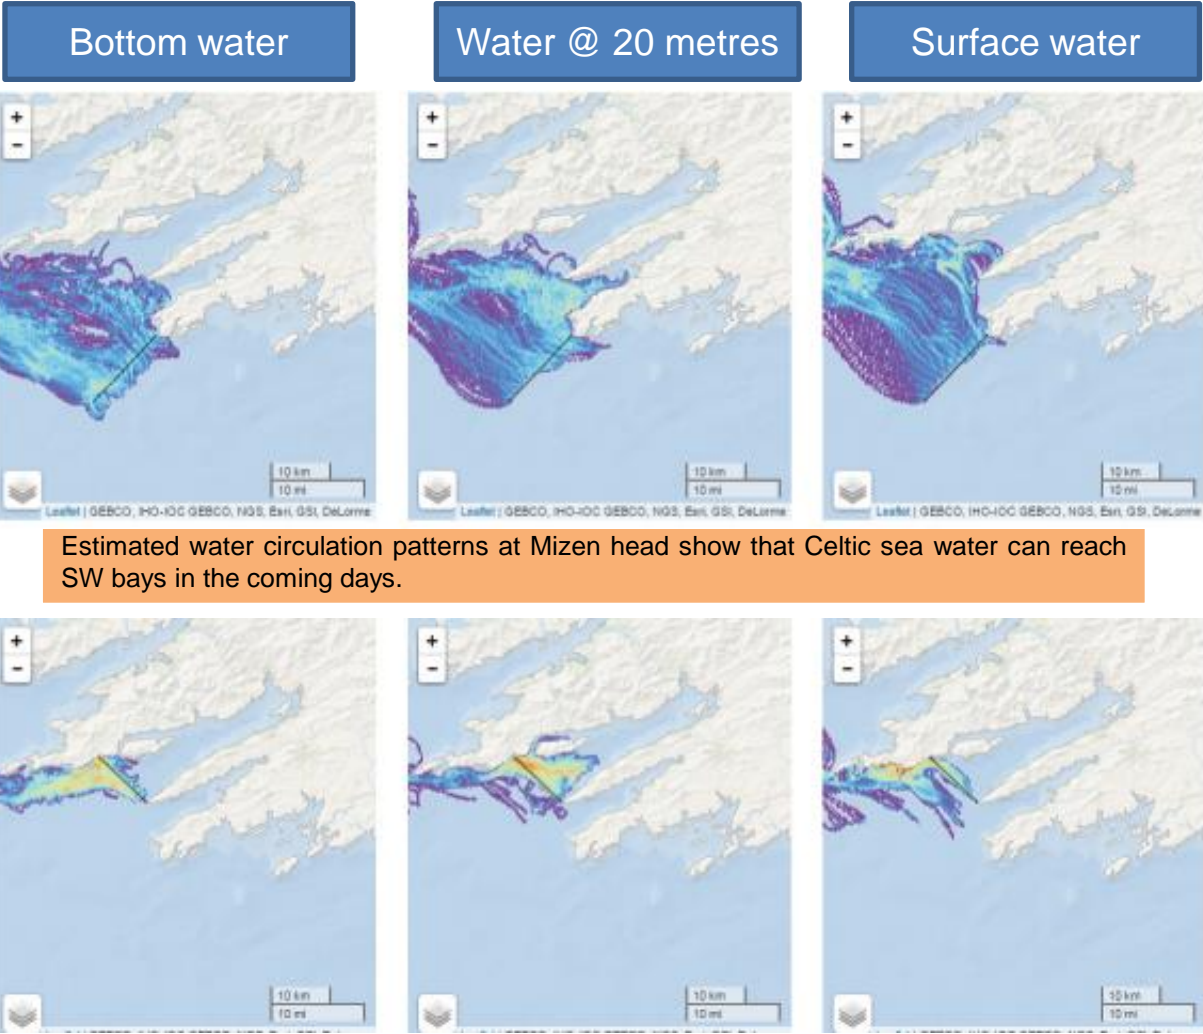 Bottom water
Water @ 20 metres
Surface water
+
-
+
-
+
-
10 km
10 mi
10 km
10 mi
10 km
10 mi
Leaflet | GEBCO, IHO-IOC GEBCO, NGS, Esri, GSI, DeLorme
Leaflet | GEBCO, IHO-IOC GEBCO, NGS, Esri, GSI, DeLorme
Leaflet | GEBCO, IHO-IOC GEBCO, NGS, Esri, GSI, DeLorme
Estimated water circulation patterns at Mizen head show that Celtic sea water can reach
SW bays in the coming days.
+
-
+
-
+
-
10 km
10 mi
10 km
10 mi
10 km
10 mi